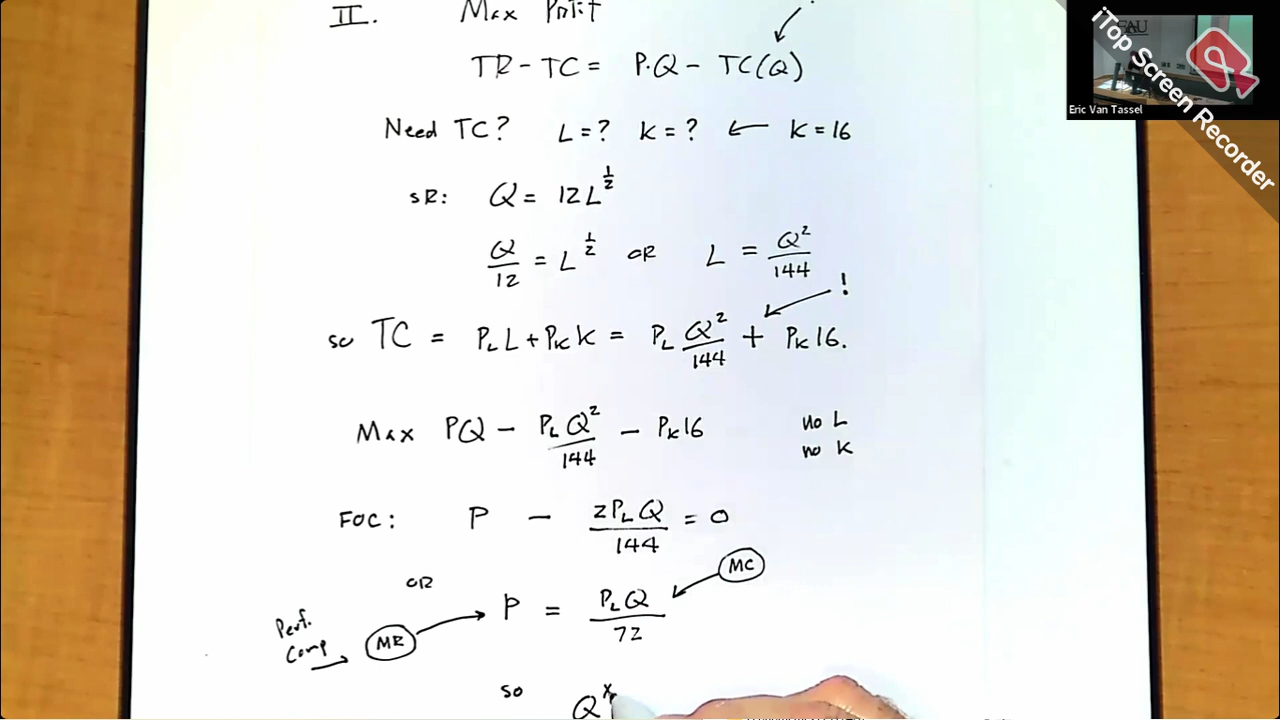 II. Max Profit
TR - TC = P·Q - TC(Q)
Need TC? L = ? K = ? ← K = 16
SR: Q = 12L^{1/2}
Q/12 = L^{1/2} OR L = Q²/144
!
so TC = P_L L + P_K K = P_L Q²/144 + P_K 16.
Max PQ - P_L Q²/144 - P_K 16
no L
no K
FOC: P - 2P_L Q/144 = 0
MC
OR P = P_L Q/72
Perf.
Comp → MR
so Q*
FAU
Eric Van Tassel
iTop Screen Recorder